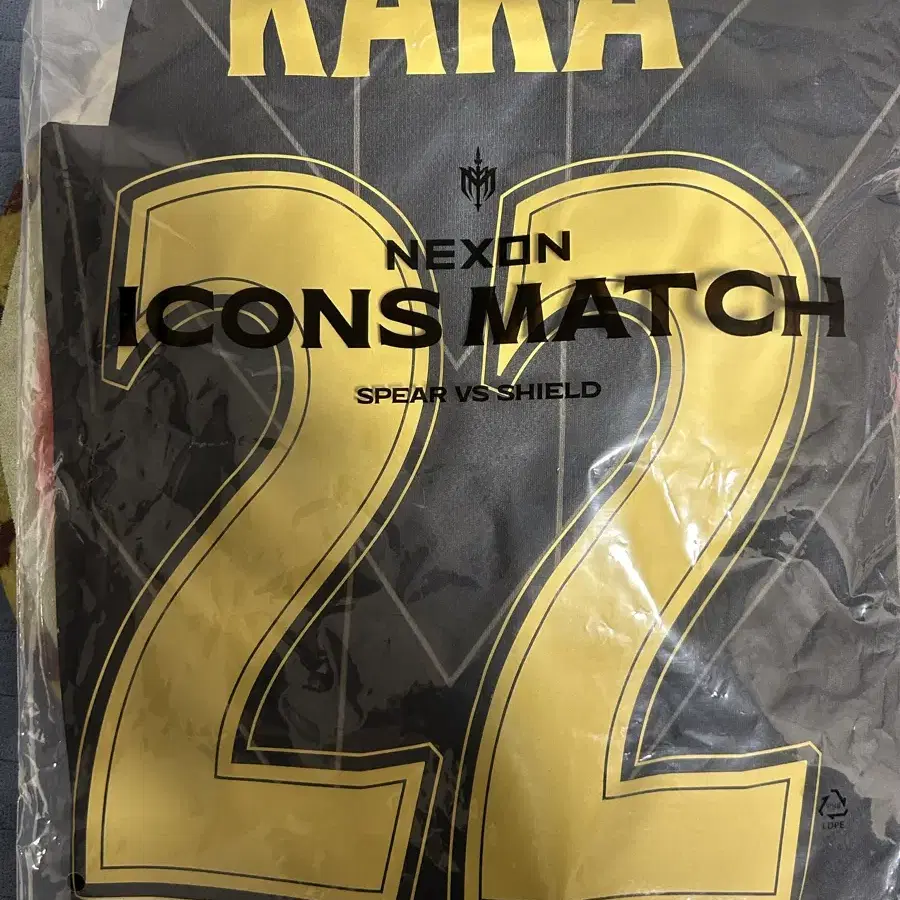 KAKA
22
NEXON
ICONS MATCH
SPEAR VS SHIELD
LDPE